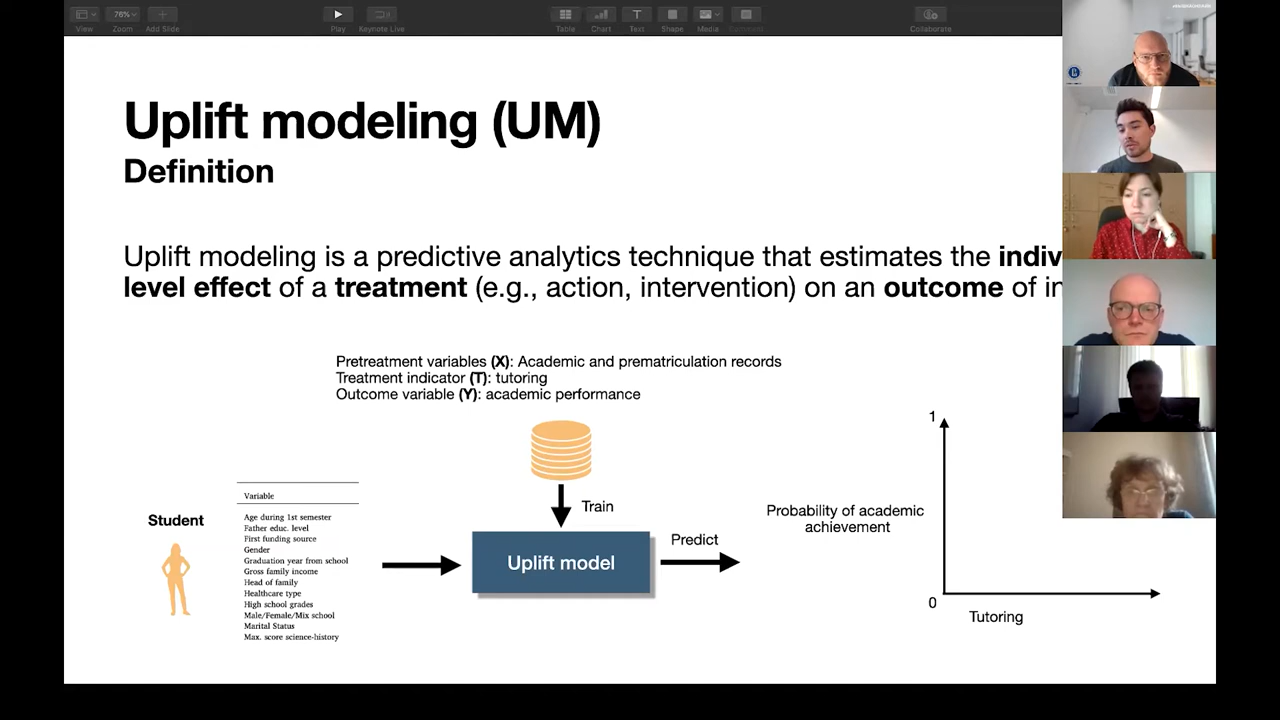 View
76%
Zoom
Add Slide
Play
Keynote Live
Table
Chart
Text
Shape
Media
Comment
Collaborate
Uplift modeling (UM)
Definition
Uplift modeling is a predictive analytics technique that estimates the indiv
level effect of a treatment (e.g., action, intervention) on an outcome of in
Pretreatment variables (X): Academic and prematriculation records
Treatment indicator (T): tutoring
Outcome variable (Y): academic performance
Train
Student
Variable
Age during 1st semester
Father educ. level
First funding source
Gender
Graduation year from school
Gross family income
Head of family
Healthcare type
High school grades
Male/Female/Mix school
Marital Status
Max. score science-history
Uplift model
Predict
Probability of academic
achievement
1
0
Tutoring